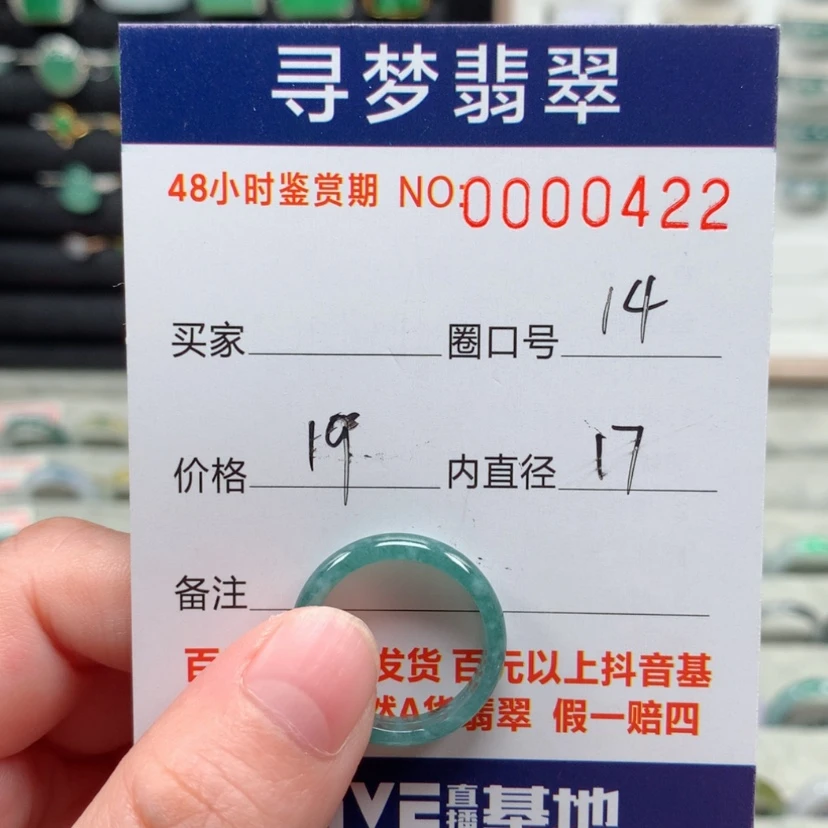 寻梦翡翠
48小时鉴赏期 NO:0000422
买家 圈口号 14
价格 19 内直径 17
备注
百 发货 百元以上抖音基
然A货翡翠 假一赔四
IVE 直播 基地